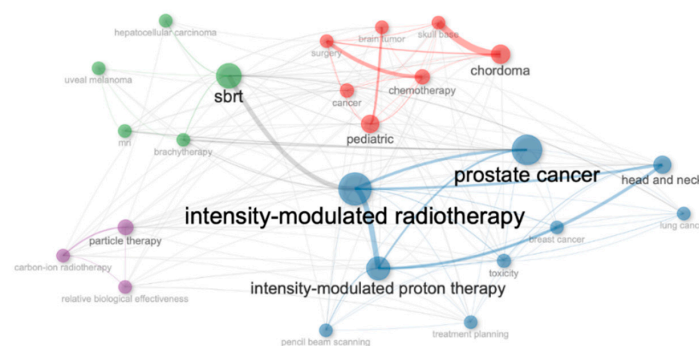 hepatocellular carcinoma
skull base
brain tumor
surgery
chordoma
uveal melanoma
sbrt
chemotherapy
cancer
mri
pediatric
brachytherapy
prostate cancer
head and neck
intensity-modulated radiotherapy
lung cancer
breast cancer
particle therapy
carbon-ion radiotherapy
toxicity
intensity-modulated proton therapy
relative biological effectiveness
treatment planning
pencil beam scanning